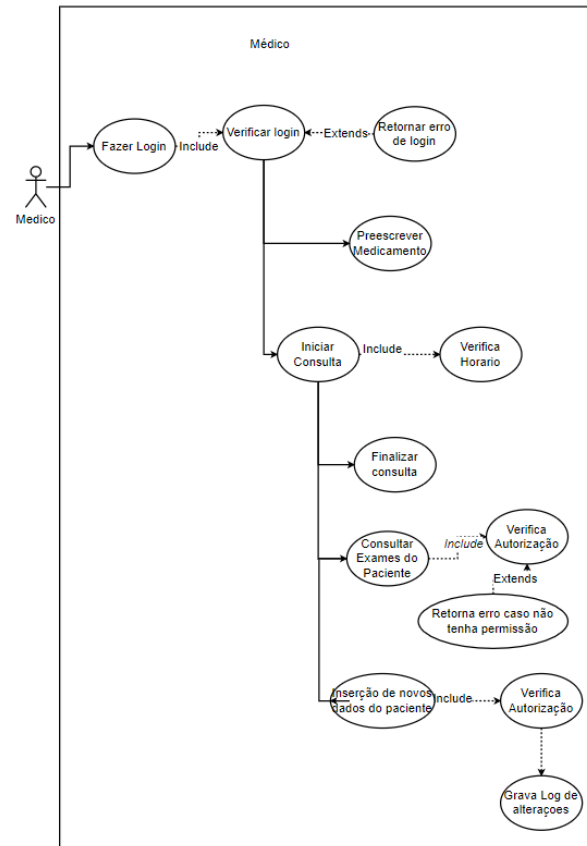 Médico
Fazer Login
Include
Verificar login
Extends
Retornar erro
de login
Medico
Preescrever
Medicamento
Iniciar
Consulta
Include
Verifica
Horario
Finalizar
consulta
Consultar
Exames do
Paciente
Include
Verifica
Autorização
Extends
Retorna erro caso não
tenha permissão
Inserção de novos
dados do paciente
Include
Verifica
Autorização
Grava Log de
alteraçoes